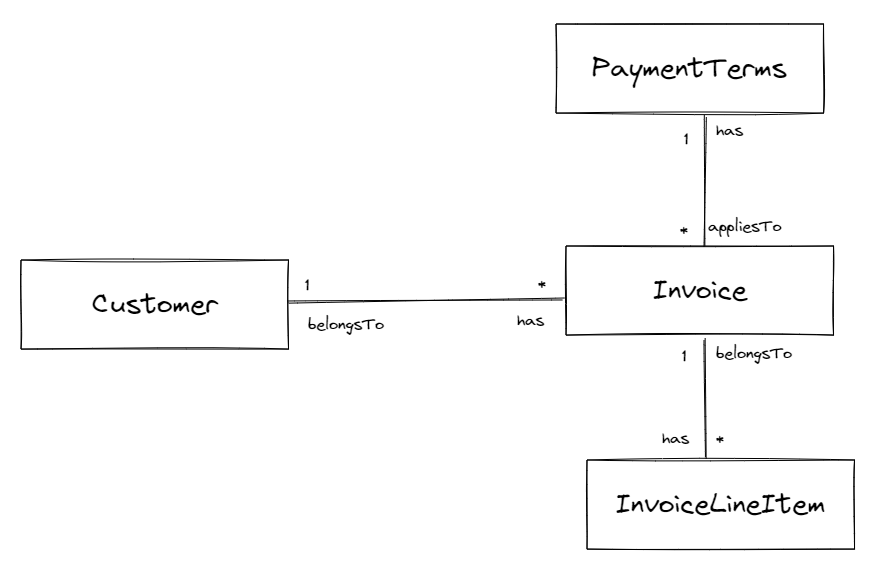 PaymentTerms
1 has
* appliesTo
Customer
1 *
Invoice
belongsTo has
1 belongsTo
has *
InvoiceLineItem